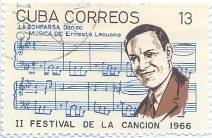 CUBA CORREOS 13
LA COMPARSA Danza
MUSICA DE Ernesto Lecuona
II FESTIVAL DE LA CANCION 1966